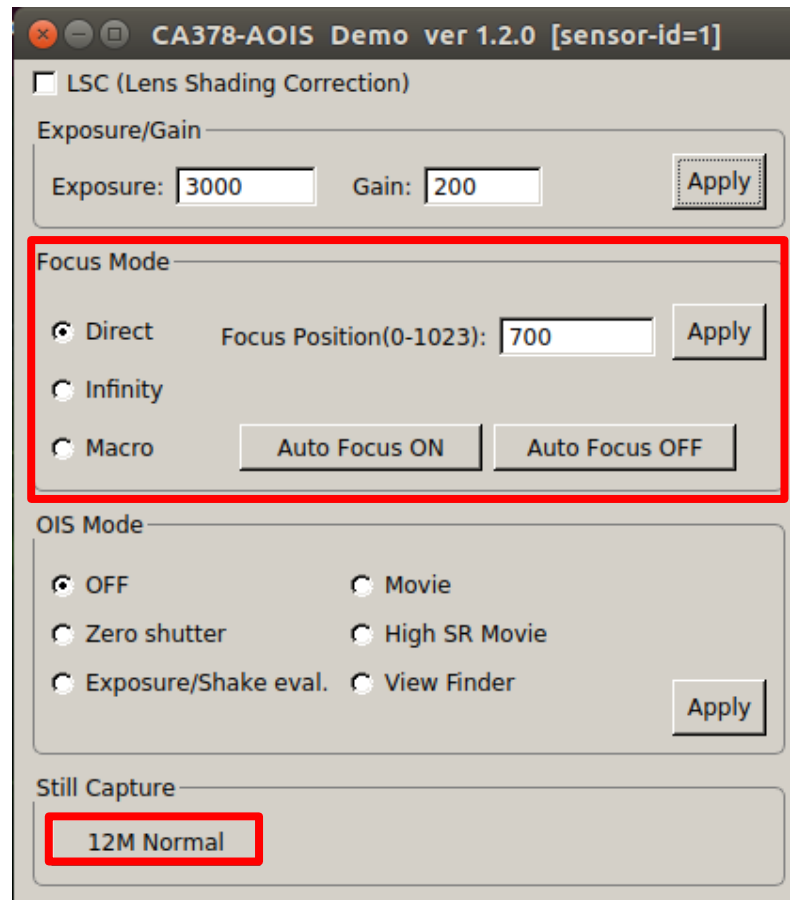 CA378-AOIS Demo ver 1.2.0 [sensor-id=1]
LSC (Lens Shading Correction)
Exposure/Gain
Exposure: 3000 Gain: 200 Apply
Focus Mode
Direct Focus Position(0-1023): 700 Apply
Infinity
Macro Auto Focus ON Auto Focus OFF
OIS Mode
OFF Movie
Zero shutter High SR Movie
Exposure/Shake eval. View Finder
Apply
Still Capture
12M Normal